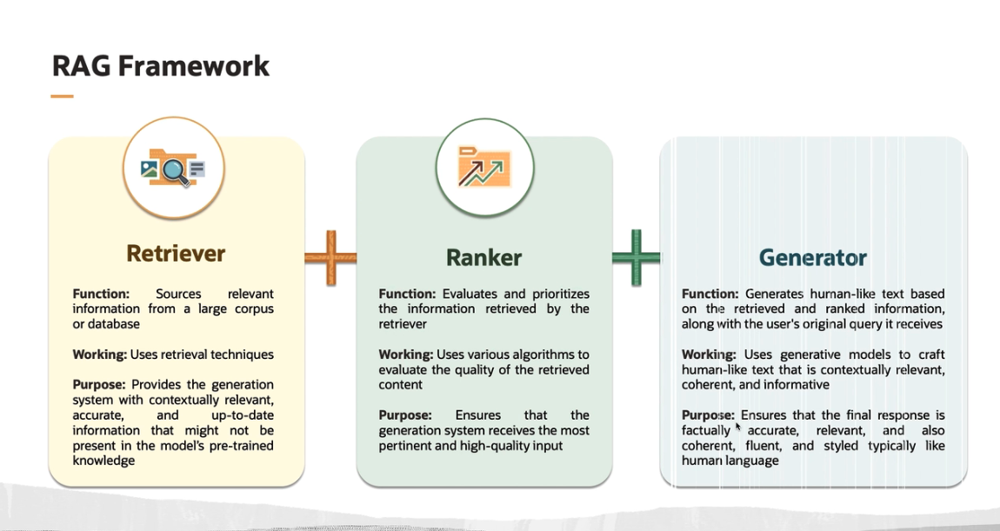 RAG Framework
Retriever
Function: Sources relevant
information from a large corpus
or database
Working: Uses retrieval techniques
Purpose: Provides the generation
system with contextually relevant,
accurate, and up-to-date
information that might not be
present in the model's pre-trained
knowledge
Ranker
Function: Evaluates and prioritizes
the information retrieved by the
retriever
Working: Uses various algorithms to
evaluate the quality of the retrieved
content
Purpose: Ensures that the
generation system receives the most
pertinent and high-quality input
Generator
Function: Generates human-like text based
on the retrieved and ranked information,
along with the user's original query it receives
Working: Uses generative models to craft
human-like text that is contextually relevant,
coherent, and informative
Purpose: Ensures that the final response is
factually accurate, relevant, and also
coherent, fluent, and styled typically like
human language